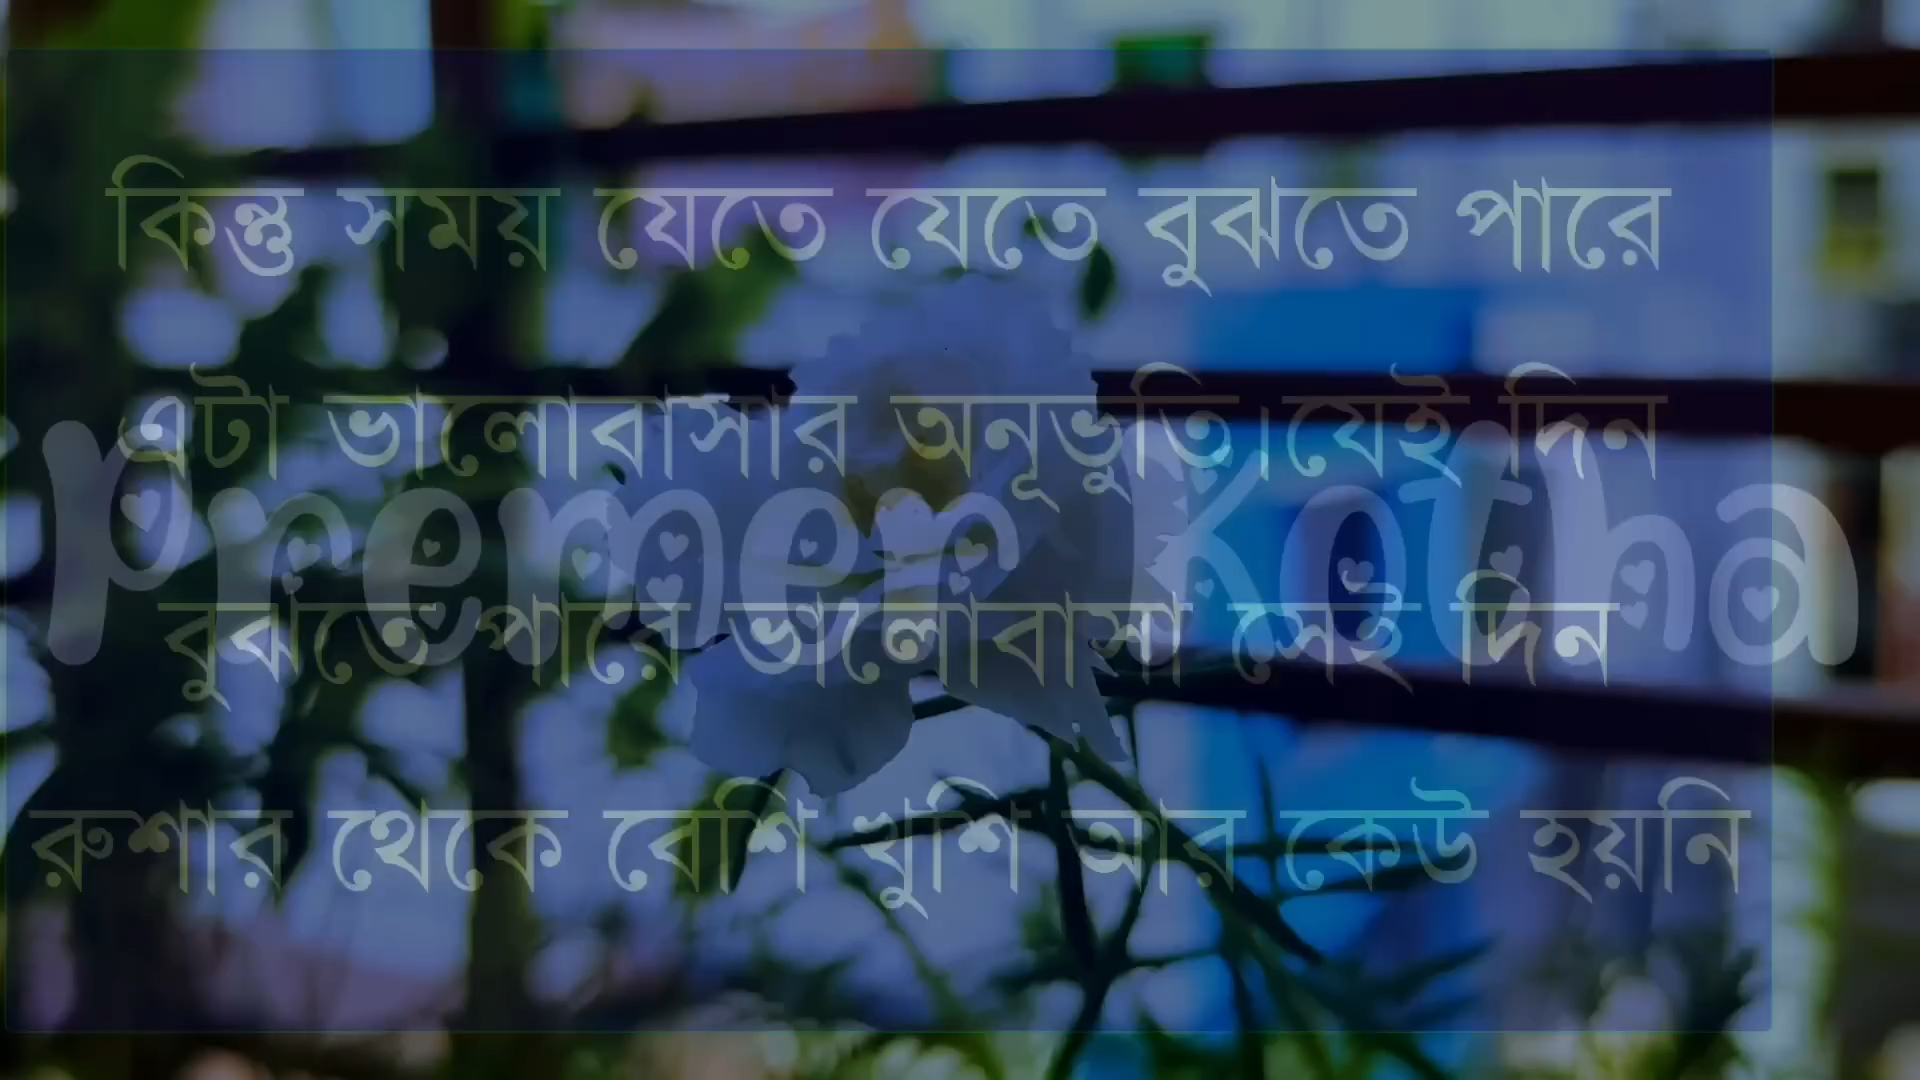 কিন্তু সময় যেতে যেতে বুঝতে পারে
এটা ভালোবাসার অনূভুতি।যেই দিন
Premer Kotha
বুঝতে পারে ভালোবাসা সেই দিন
রুশার থেকে বেশি খুশি আর কেউ হয়নি